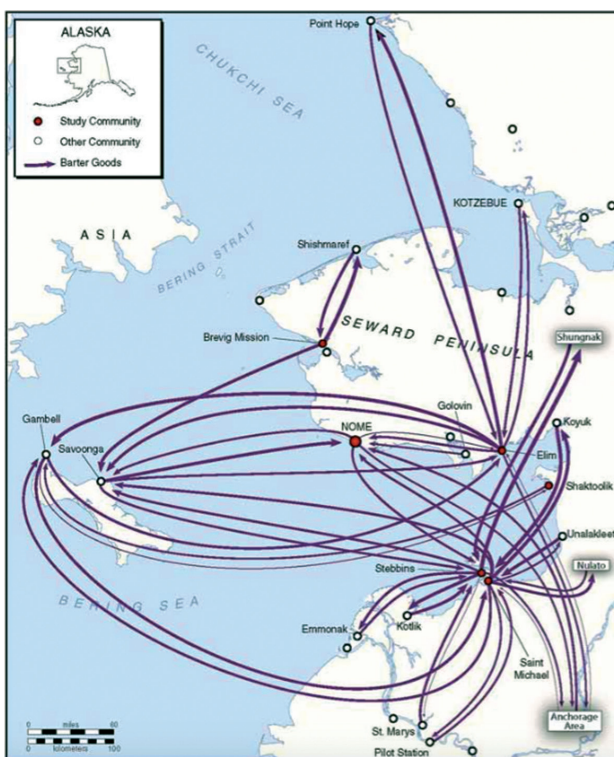 ALASKA
Study Community
Other Community
Barter Goods
Point Hope
CHUKCHI SEA
KOTZEBUE
ASIA
BERING STRAIT
Shishmaref
Brevig Mission
SEWARD PENINSULA
Shungnak
Golovin
Koyuk
NOME
Gambell
Savoonga
Elim
Shaktoolik
Unalakleet
Stebbins
Nulato
BERING SEA
Emmonak
Kotlik
Saint
Michael
St. Marys
Anchorage
Area
Pilot Station
0 miles 60
0 kilometers 100